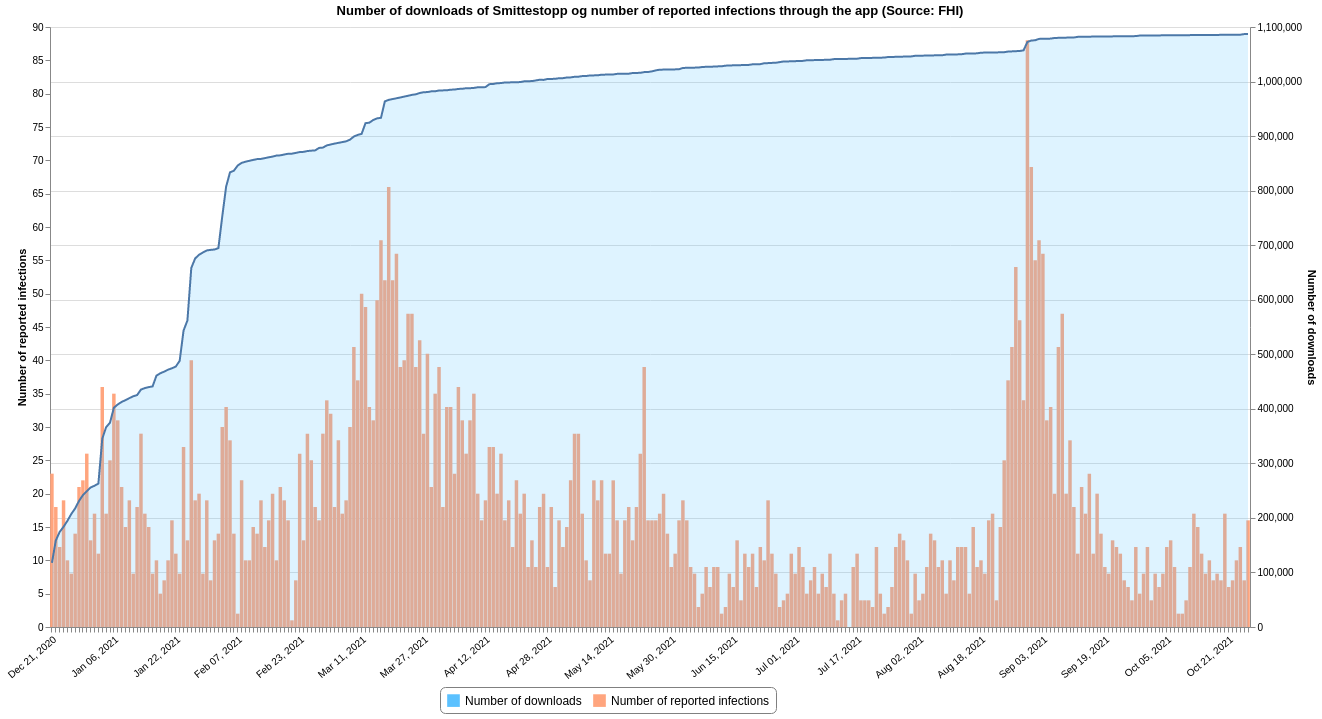 Number of downloads of Smittestopp og number of reported infections through the app (Source: FHI)
90
85
80
75
70
65
60
55
50
45
40
35
30
25
20
15
10
5
0
Number of reported infections
1,100,000
1,000,000
900,000
800,000
700,000
600,000
500,000
400,000
300,000
200,000
100,000
0
Number of downloads
Dec 21, 2020
Jan 06, 2021
Jan 22, 2021
Feb 07, 2021
Feb 23, 2021
Mar 11, 2021
Mar 27, 2021
Apr 12, 2021
Apr 28, 2021
May 14, 2021
May 30, 2021
Jun 15, 2021
Jul 01, 2021
Jul 17, 2021
Aug 02, 2021
Aug 18, 2021
Sep 03, 2021
Sep 19, 2021
Oct 05, 2021
Oct 21, 2021
Number of downloads
Number of reported infections